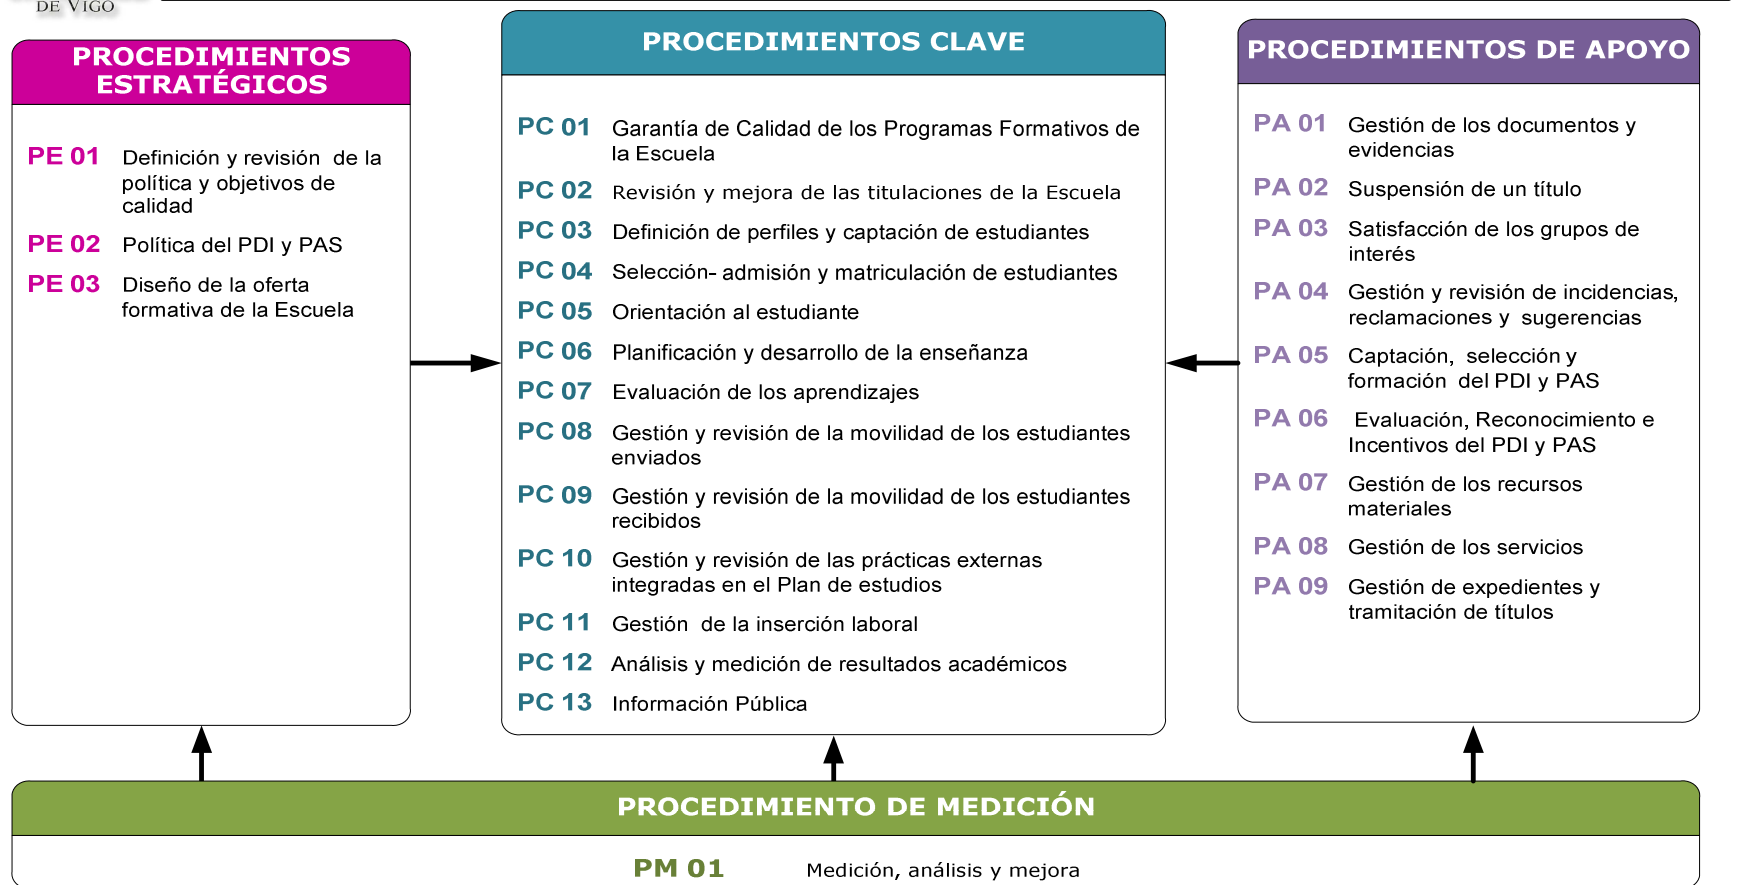 DE VIGO
PROCEDIMIENTOS
ESTRATÉGICOS
PE 01 Definición y revisión de la
política y objetivos de
calidad
PE 02 Política del PDI y PAS
PE 03 Diseño de la oferta
formativa de la Escuela
PROCEDIMIENTOS CLAVE
PC 01 Garantía de Calidad de los Programas Formativos de
la Escuela
PC 02 Revisión y mejora de las titulaciones de la Escuela
PC 03 Definición de perfiles y captación de estudiantes
PC 04 Selección- admisión y matriculación de estudiantes
PC 05 Orientación al estudiante
PC 06 Planificación y desarrollo de la enseñanza
PC 07 Evaluación de los aprendizajes
PC 08 Gestión y revisión de la movilidad de los estudiantes
enviados
PC 09 Gestión y revisión de la movilidad de los estudiantes
recibidos
PC 10 Gestión y revisión de las prácticas externas
integradas en el Plan de estudios
PC 11 Gestión de la inserción laboral
PC 12 Análisis y medición de resultados académicos
PC 13 Información Pública
PROCEDIMIENTOS DE APOYO
PA 01 Gestión de los documentos y
evidencias
PA 02 Suspensión de un título
PA 03 Satisfacción de los grupos de
interés
PA 04 Gestión y revisión de incidencias,
reclamaciones y sugerencias
PA 05 Captación, selección y
formación del PDI y PAS
PA 06 Evaluación, Reconocimiento e
Incentivos del PDI y PAS
PA 07 Gestión de los recursos
materiales
PA 08 Gestión de los servicios
PA 09 Gestión de expedientes y
tramitación de títulos
PROCEDIMIENTO DE MEDICIÓN
PM 01 Medición, análisis y mejora